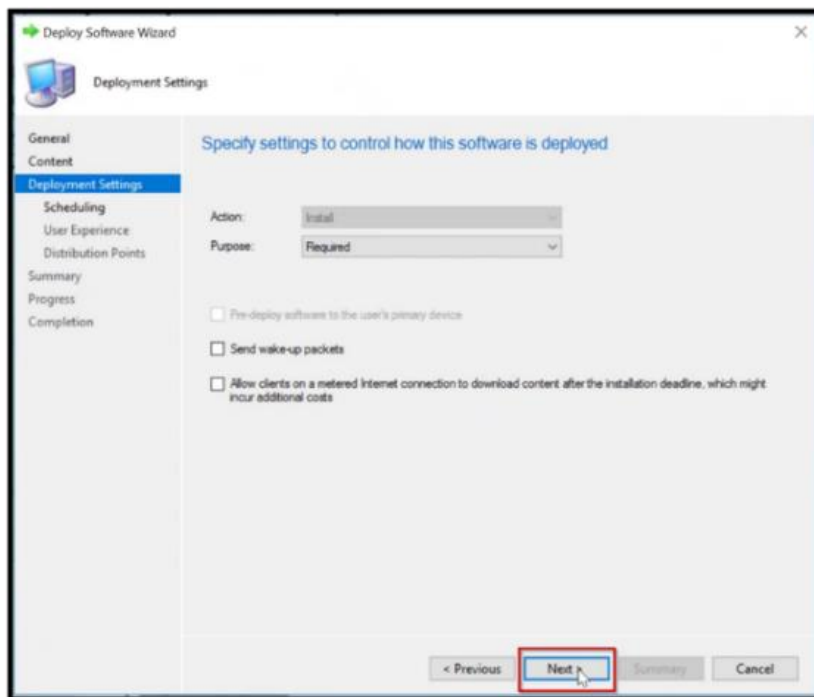 Deploy Software Wizard
Deployment Settings
General
Content
Deployment Settings
Scheduling
User Experience
Distribution Points
Summary
Progress
Completion
Specify settings to control how this software is deployed
Action: Install
Purpose: Required
Pre-deploy software to the user's primary device
Send wake-up packets
Allow clients on a metered Internet connection to download content after the installation deadline, which might
incur additional costs
< Previous Next > Summary Cancel